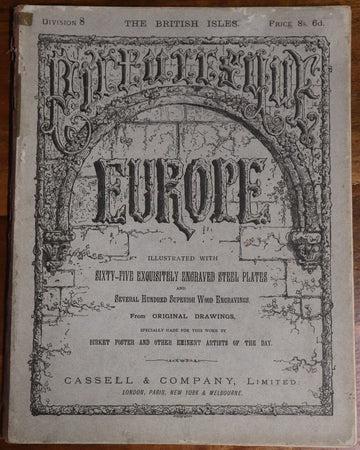 Division 8 THE BRITISH ISLES. Price 8s. 6d.
Picturesque
EUROPE
ILLUSTRATED WITH
SIXTY-FIVE EXQUISITELY ENGRAVED STEEL PLATES
AND
SEVERAL HUNDRED SUPERIOR WOOD ENGRAVINGS,
From ORIGINAL DRAWINGS,
SPECIALLY MADE FOR THIS WORK BY
BIRKET FOSTER AND OTHER EMINENT ARTISTS OF THE DAY.
CASSELL & COMPANY, LIMITED:
LONDON, PARIS, NEW YORK & MELBOURNE.